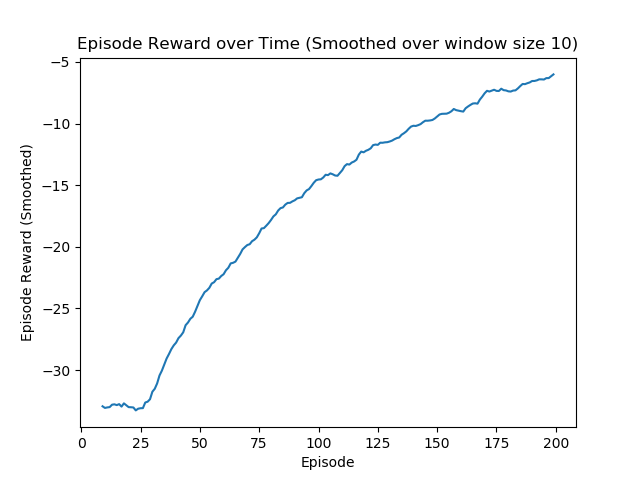 Episode Reward over Time (Smoothed over window size 10)
Episode Reward (Smoothed)
−5
−10
−15
−20
−25
−30
0 25 50 75 100 125 150 175 200
Episode